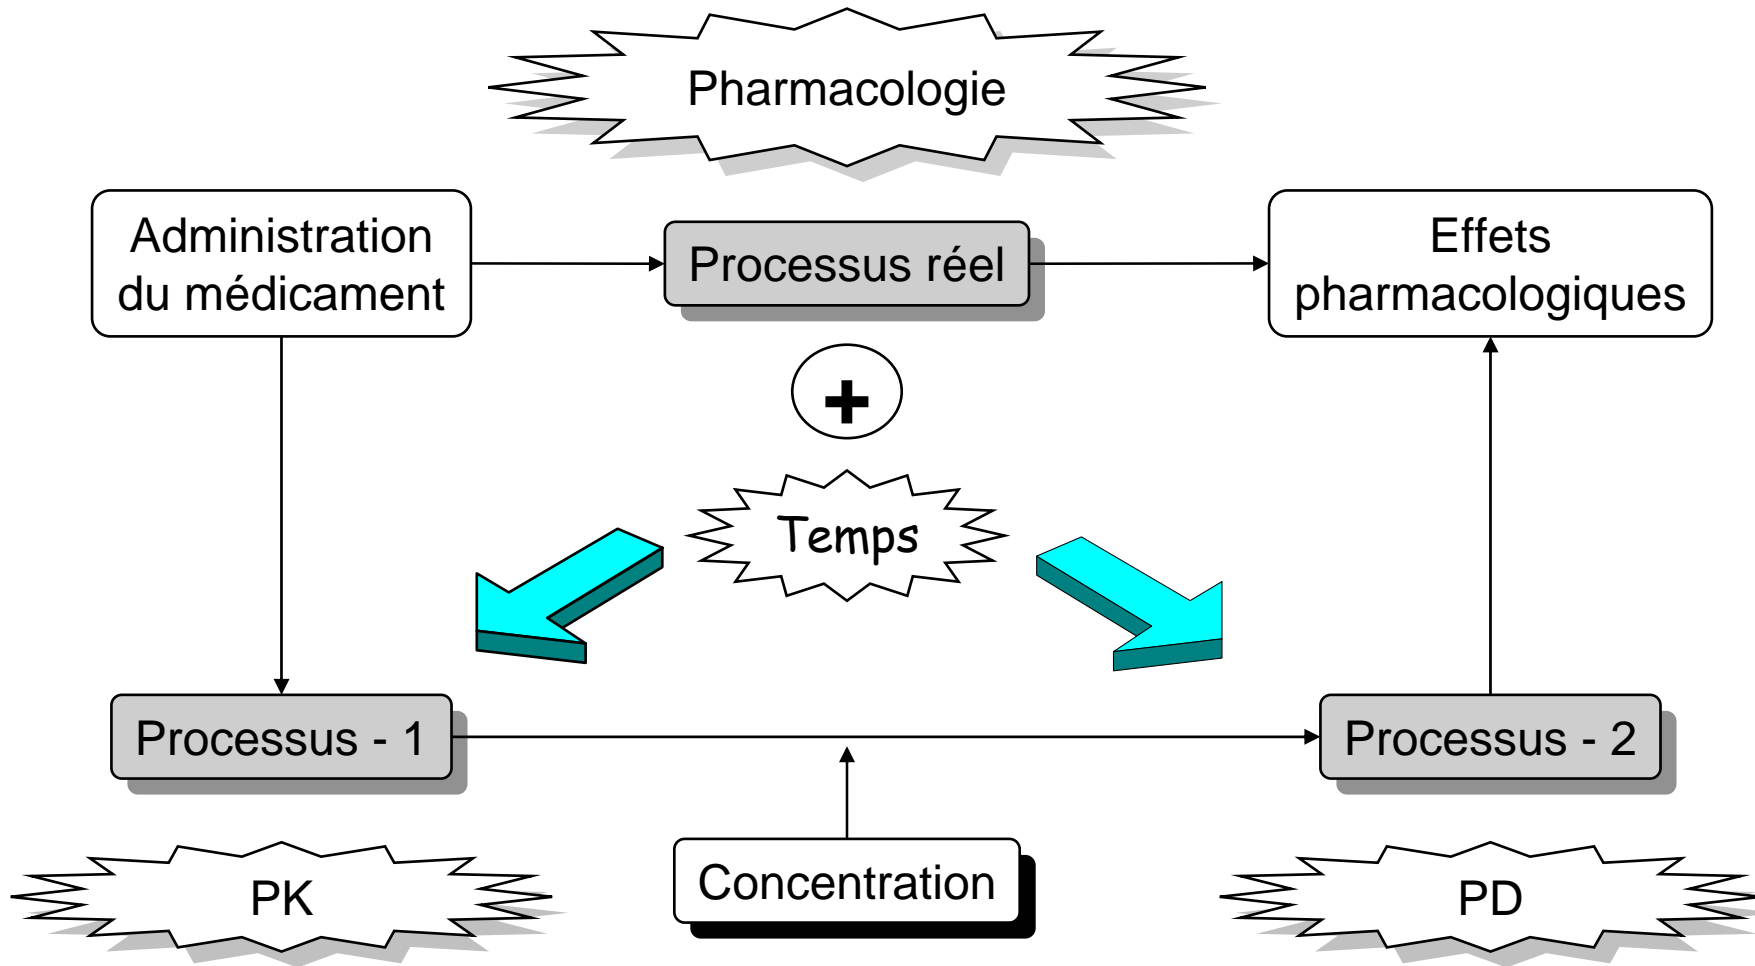 Pharmacologie
Administration
du médicament
Processus réel
Effets
pharmacologiques
+
Temps
Processus - 1
Processus - 2
Concentration
PK
PD